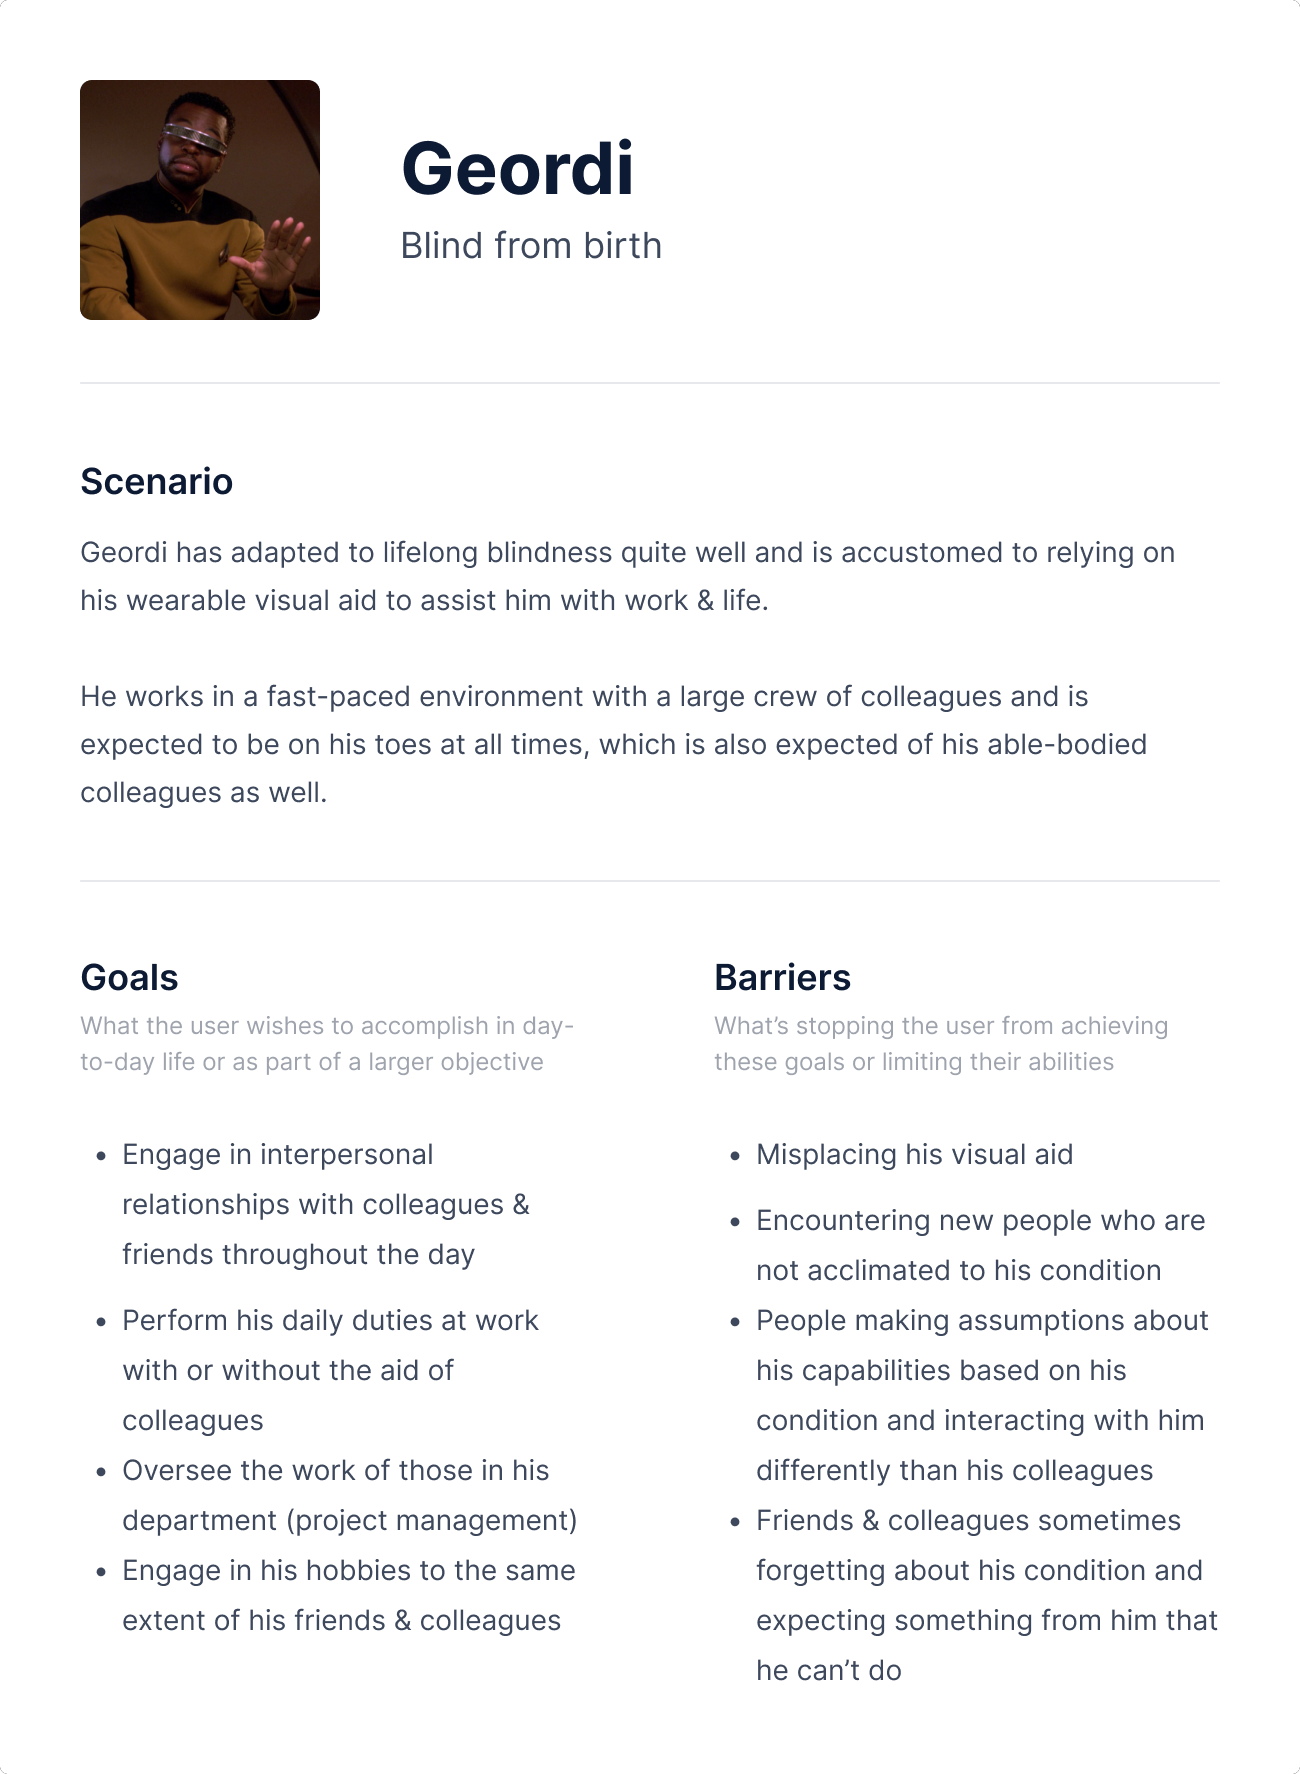 Geordi
Blind from birth
Scenario
Geordi has adapted to lifelong blindness quite well and is accustomed to relying on
his wearable visual aid to assist him with work & life.
He works in a fast-paced environment with a large crew of colleagues and is
expected to be on his toes at all times, which is also expected of his able-bodied
colleagues as well.
Goals
What the user wishes to accomplish in day-
to-day life or as part of a larger objective
• Engage in interpersonal
relationships with colleagues &
friends throughout the day
• Perform his daily duties at work
with or without the aid of
colleagues
• Oversee the work of those in his
department (project management)
• Engage in his hobbies to the same
extent of his friends & colleagues
Barriers
What’s stopping the user from achieving
these goals or limiting their abilities
• Misplacing his visual aid
• Encountering new people who are
not acclimated to his condition
• People making assumptions about
his capabilities based on his
condition and interacting with him
differently than his colleagues
• Friends & colleagues sometimes
forgetting about his condition and
expecting something from him that
he can’t do